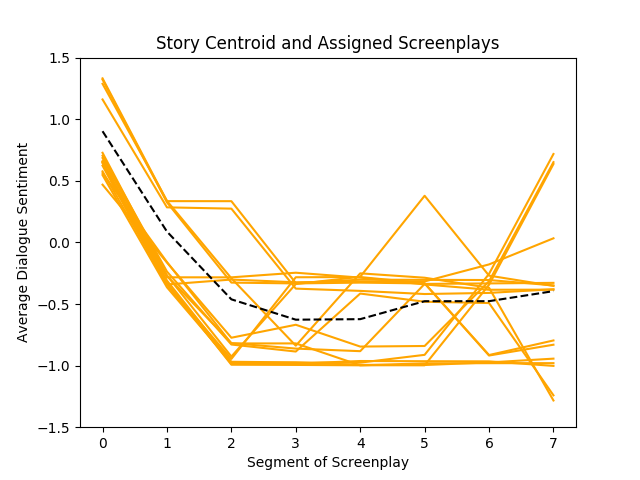 Story Centroid and Assigned Screenplays
Average Dialogue Sentiment
1.5
1.0
0.5
0.0
−0.5
−1.0
−1.5
0 1 2 3 4 5 6 7
Segment of Screenplay